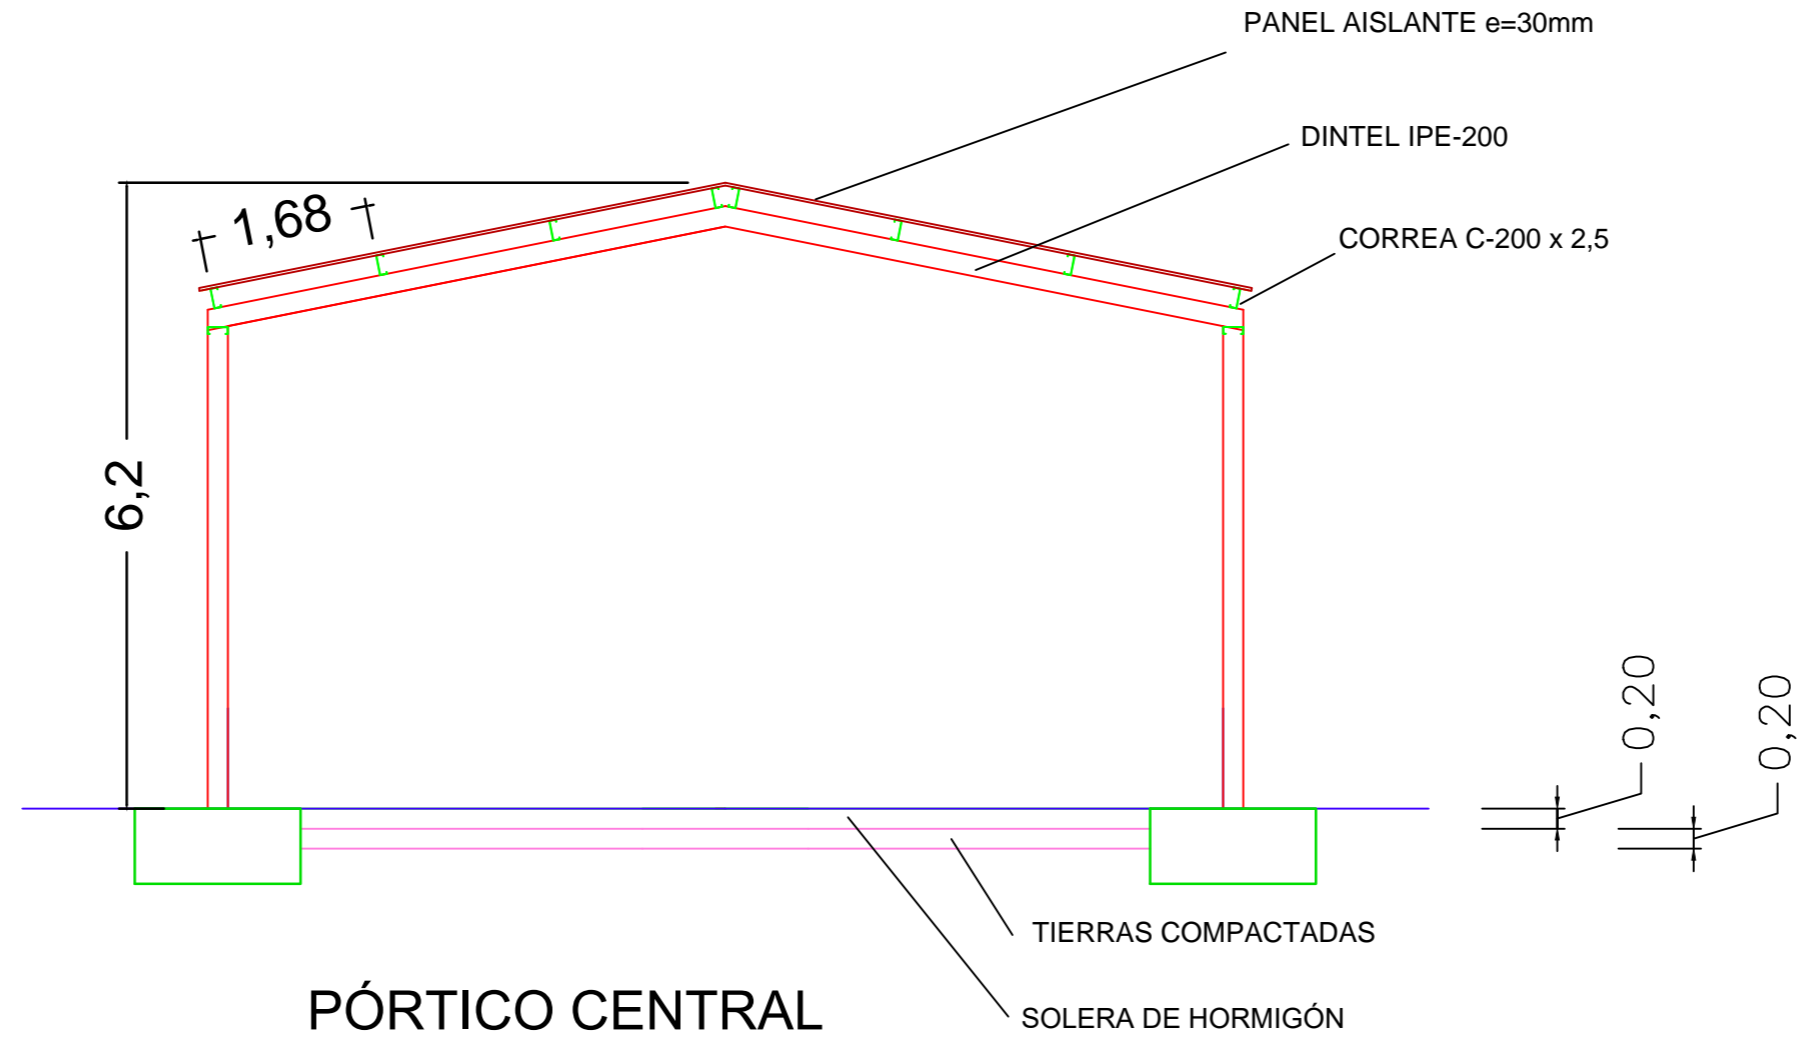 PANEL AISLANTE e=30mm
DINTEL IPE-200
1,68
CORREA C-200 x 2,5
6,2
0,20
0,20
TIERRAS COMPACTADAS
PÓRTICO CENTRAL
SOLERA DE HORMIGÓN